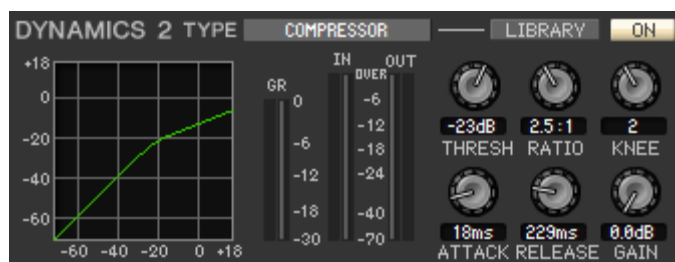 DYNAMICS 2 TYPE COMPRESSOR LIBRARY ON
+18
0
-20
-40
-60
-60 -40 -20 0 +18
GR
0
-6
-12
-18
-30
IN OUT
OVER
-6
-12
-18
-24
-40
-70
-23dB 2.5:1 2
THRESH RATIO KNEE
18ms 229ms 0.0dB
ATTACK RELEASE GAIN